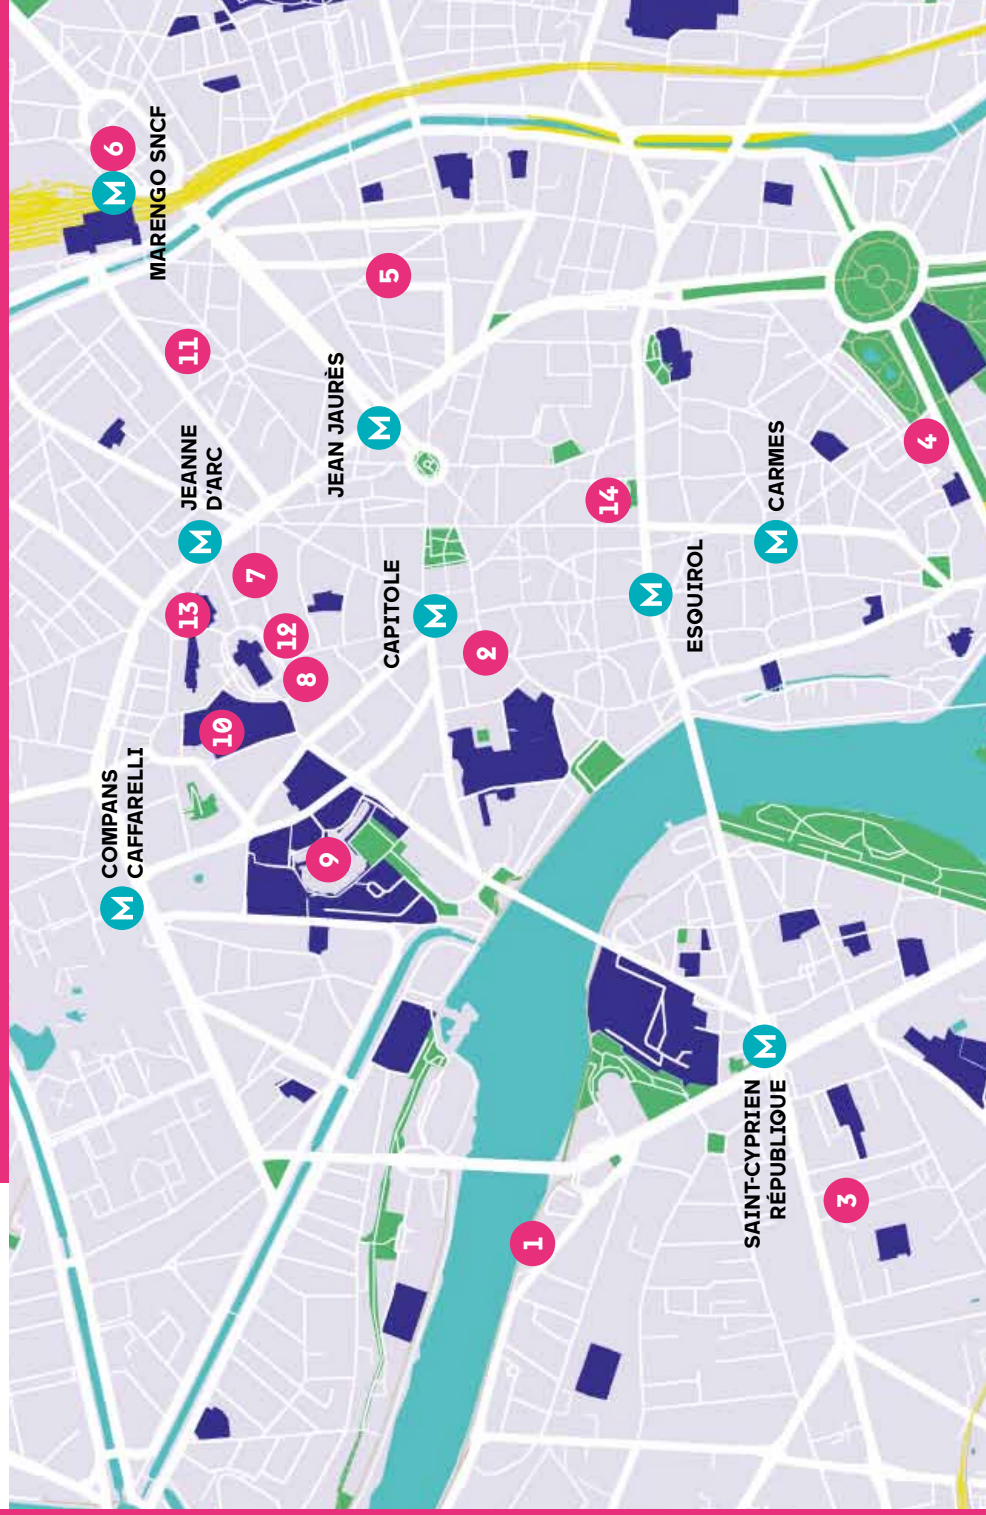 M
COMPANS
CAFFARELLI
M
6
MARENGO SNCF
13
11
M
JEANNE
D'ARC
10
7
12
8
9
JEAN JAURÈS
M
5
CAPITOLE
M
2
1
14
M
ESQUIROL
SAINT-CYPRIEN
RÉPUBLIQUE
M
M
CARMES
3
4